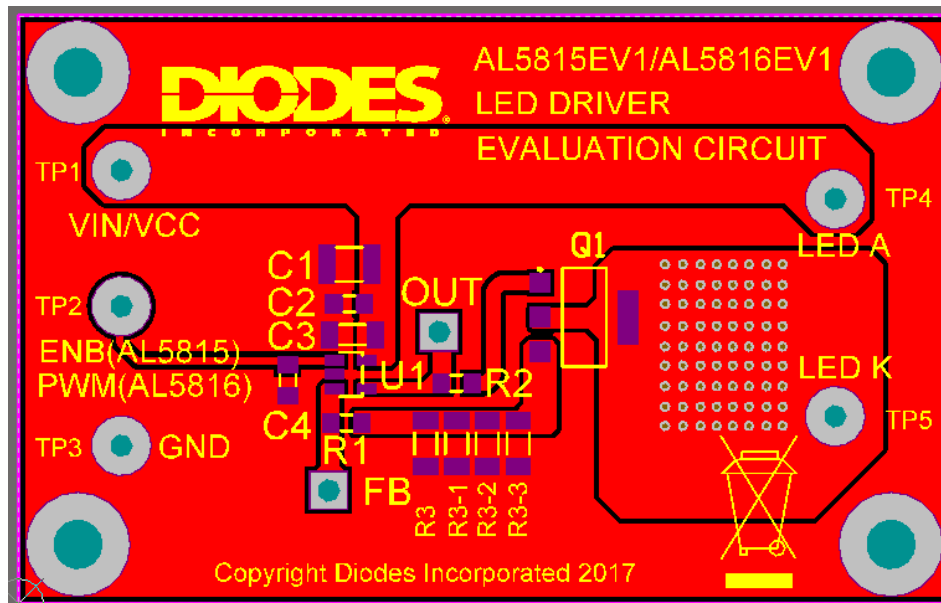 DIODES®
INCORPORATED
AL5815EV1/AL5816EV1
LED DRIVER
EVALUATION CIRCUIT
TP1
VIN/VCC
TP4
LED A
Q1
C1
C2
OUT
TP2
C3
ENB(AL5815)
PWM(AL5816)
U1
R2
LED K
C4
TP5
TP3
GND
R1
FB
R3
R3-1
R3-2
R3-3
Copyright Diodes Incorporated 2017